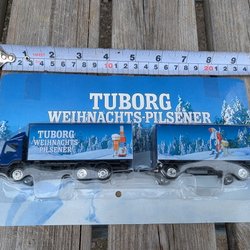 TUBORG
WEIHNACHTS-PILSENER
TUBORG
WEIHNACHTS
PILSENER